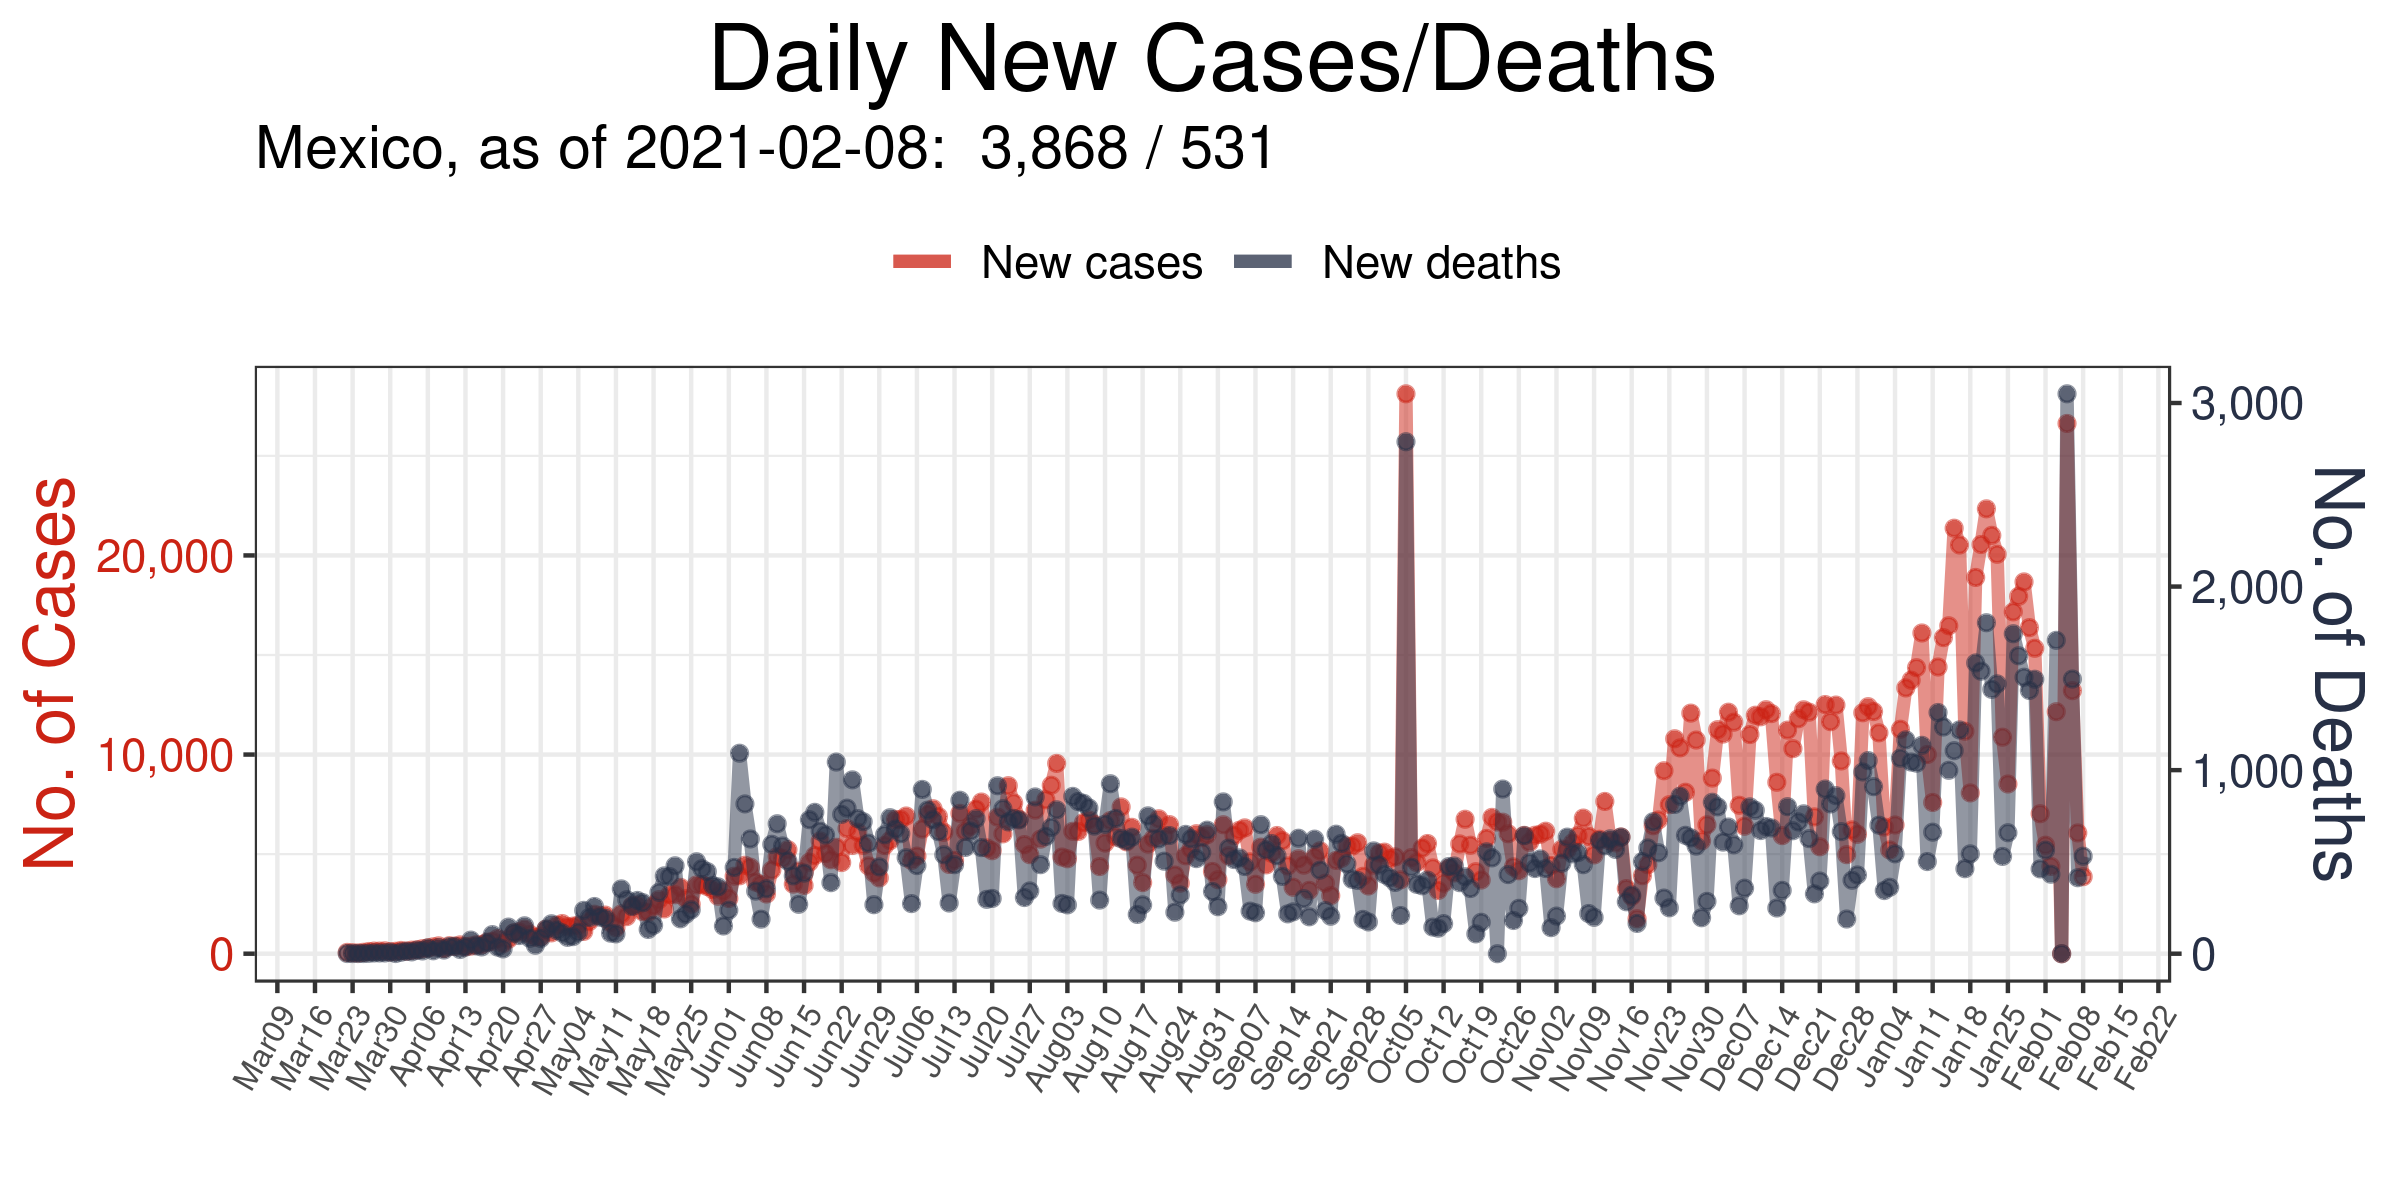 Daily New Cases/Deaths
Mexico, as of 2021-02-08:  3,868 / 531
New cases New deaths
No. of Cases
20,000
10,000
0
3,000
2,000
1,000
0
No. of Deaths
Mar09 Mar16 Mar23 Mar30 Apr06 Apr13 Apr20 Apr27 May04 May11 May18 May25 Jun01 Jun08 Jun15 Jun22 Jun29 Jul06 Jul13 Jul20 Jul27 Aug03 Aug10 Aug17 Aug24 Aug31 Sep07 Sep14 Sep21 Sep28 Oct05 Oct12 Oct19 Oct26 Nov02 Nov09 Nov16 Nov23 Nov30 Dec07 Dec14 Dec21 Dec28 Jan04 Jan11 Jan18 Jan25 Feb01 Feb08 Feb15 Feb22